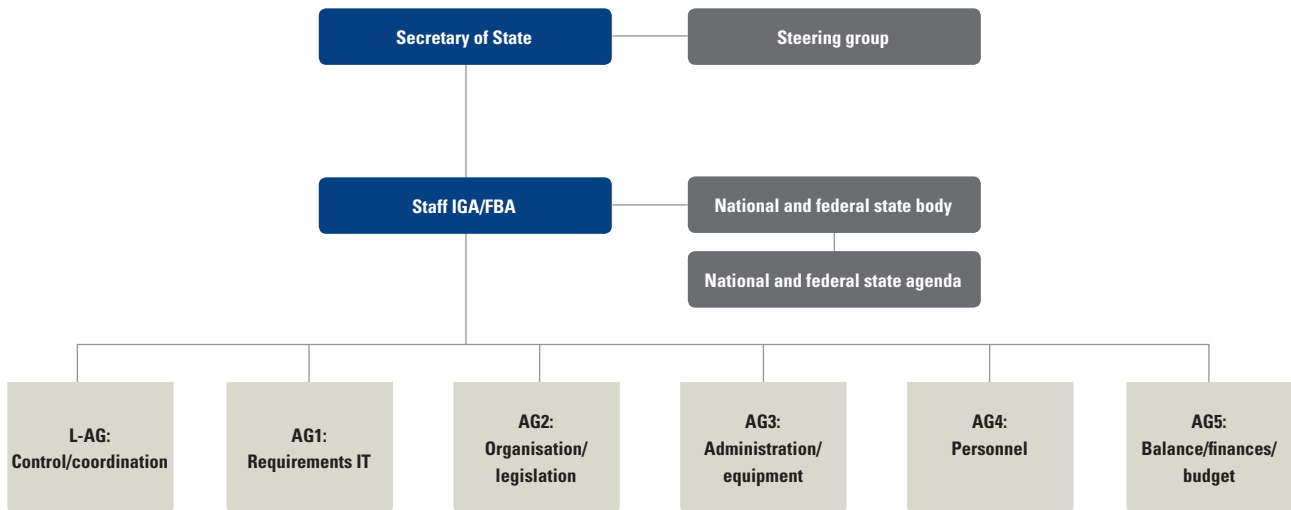 Secretary of State
Steering group
Staff IGA/FBA
National and federal state body
National and federal state agenda
L-AG:
Control/coordination
AG1:
Requirements IT
AG2:
Organisation/
legislation
AG3:
Administration/
equipment
AG4:
Personnel
AG5:
Balance/finances/
budget